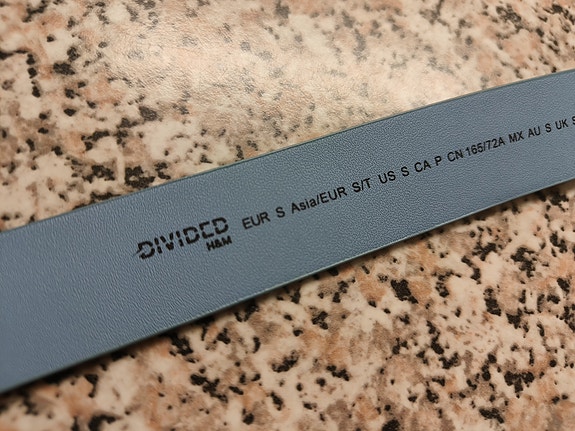 DIVIDED
H&M
EUR S Asia/EUR S/T US S CA P CN 165/72A MX AU S UK S